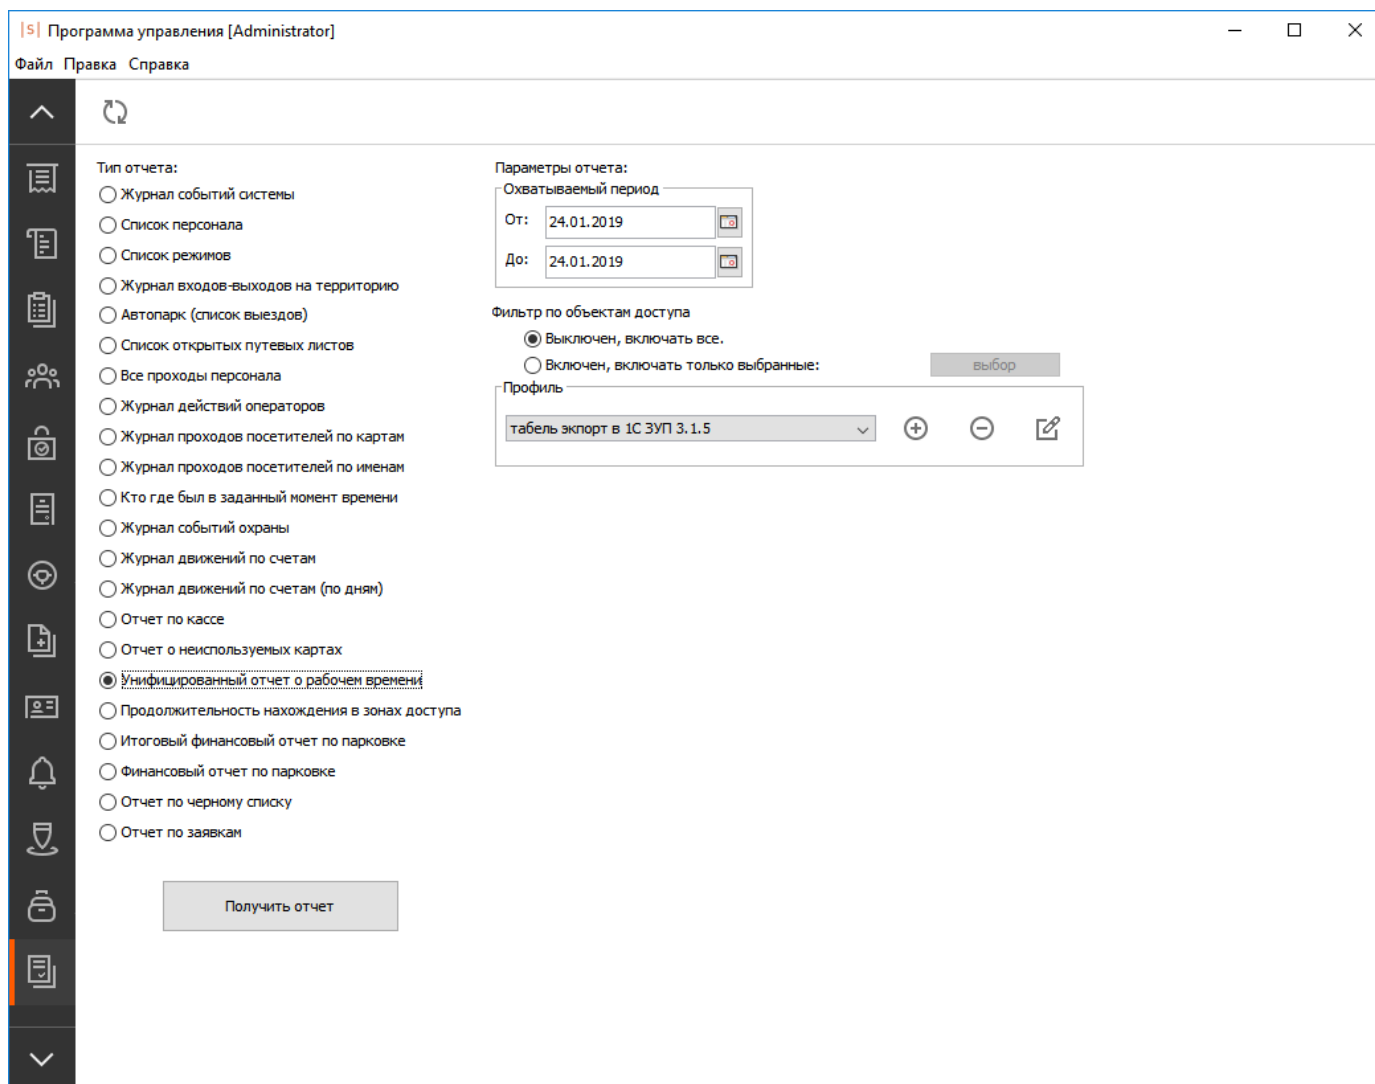 |S| Программа управления [Administrator]
Файл Правка Справка
Тип отчета:
Журнал событий системы
Список персонала
Список режимов
Журнал входов-выходов на территорию
Автопарк (список выездов)
Список открытых путевых листов
Все проходы персонала
Журнал действий операторов
Журнал проходов посетителей по картам
Журнал проходов посетителей по именам
Кто где был в заданный момент времени
Журнал событий охраны
Журнал движений по счетам
Журнал движений по счетам (по дням)
Отчет по кассе
Отчет о неиспользуемых картах
Унифицированный отчет о рабочем времени
Продолжительность нахождения в зонах доступа
Итоговый финансовый отчет по парковке
Финансовый отчет по парковке
Отчет по черному списку
Отчет по заявкам
Получить отчет
Параметры отчета:
Охватываемый период
От: 24.01.2019
До: 24.01.2019
Фильтр по объектам доступа
Выключен, включать все.
Включен, включать только выбранные: выбор
Профиль
табель экпорт в 1С ЗУП 3.1.5